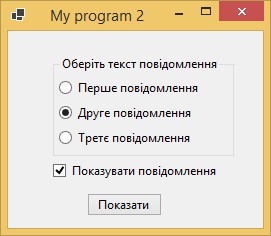 My program 2
Оберіть текст повідомлення
Перше повідомлення
Друге повідомлення
Третє повідомлення
Показувати повідомлення
Показати